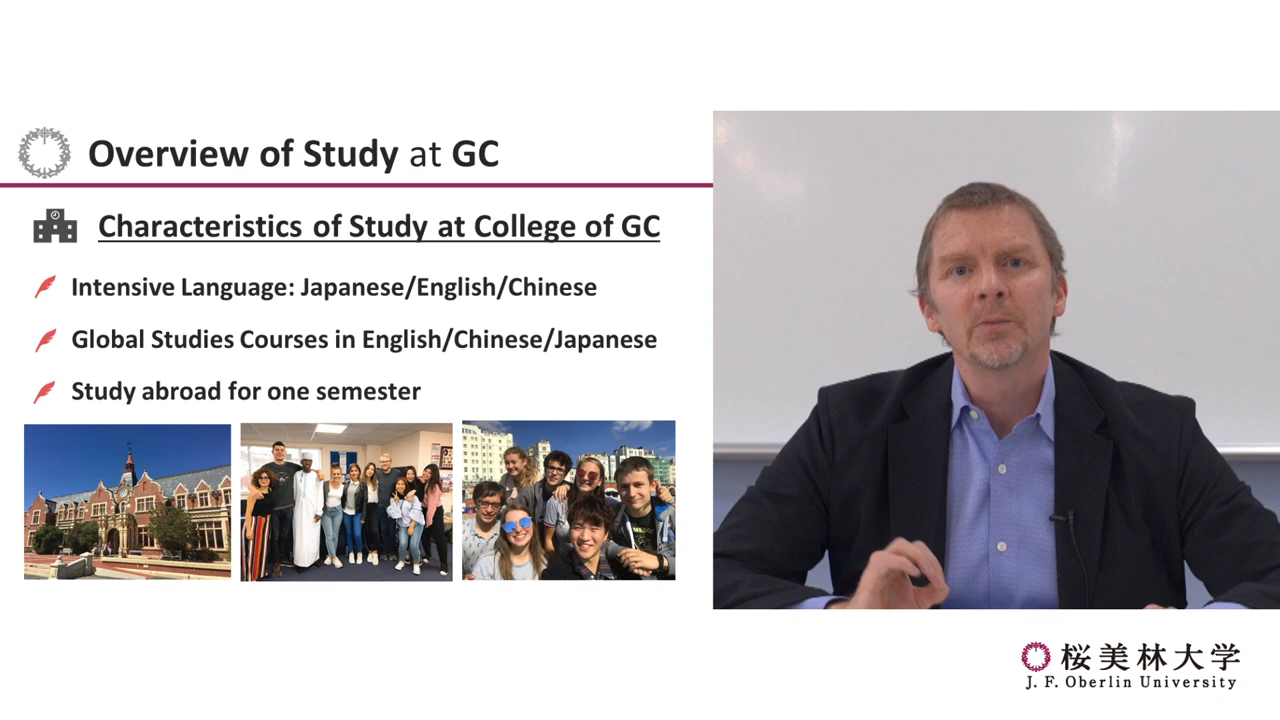 Overview of Study at GC
Characteristics of Study at College of GC
Intensive Language: Japanese/English/Chinese
Global Studies Courses in English/Chinese/Japanese
Study abroad for one semester
桜美林大学
J. F. Oberlin University